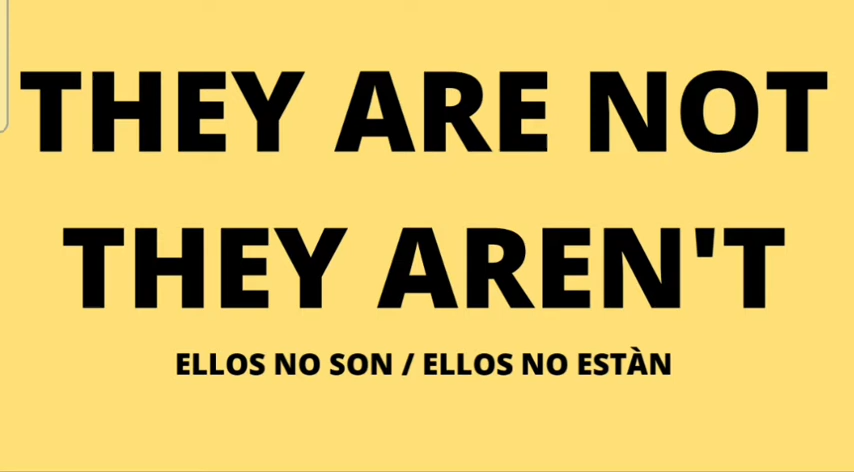 THEY ARE NOT
THEY AREN'T
ELLOS NO SON / ELLOS NO ESTÀN